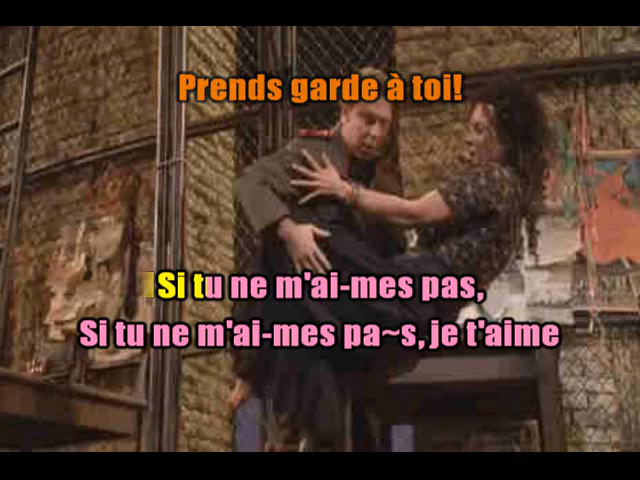 Prends garde à toi!
Si tu ne m'ai-mes pas,
Si tu ne m'ai-mes pa~s, je t'aime